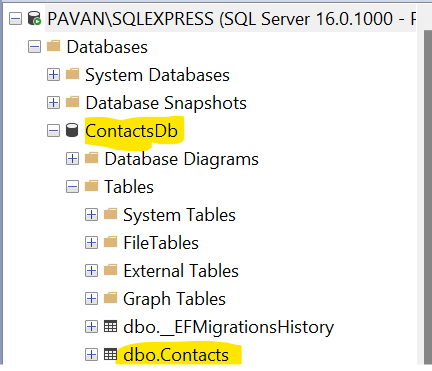 PAVAN\SQLEXPRESS (SQL Server 16.0.1000 -
Databases
System Databases
Database Snapshots
ContactsDb
Database Diagrams
Tables
System Tables
FileTables
External Tables
Graph Tables
dbo.__EFMigrationsHistory
dbo.Contacts